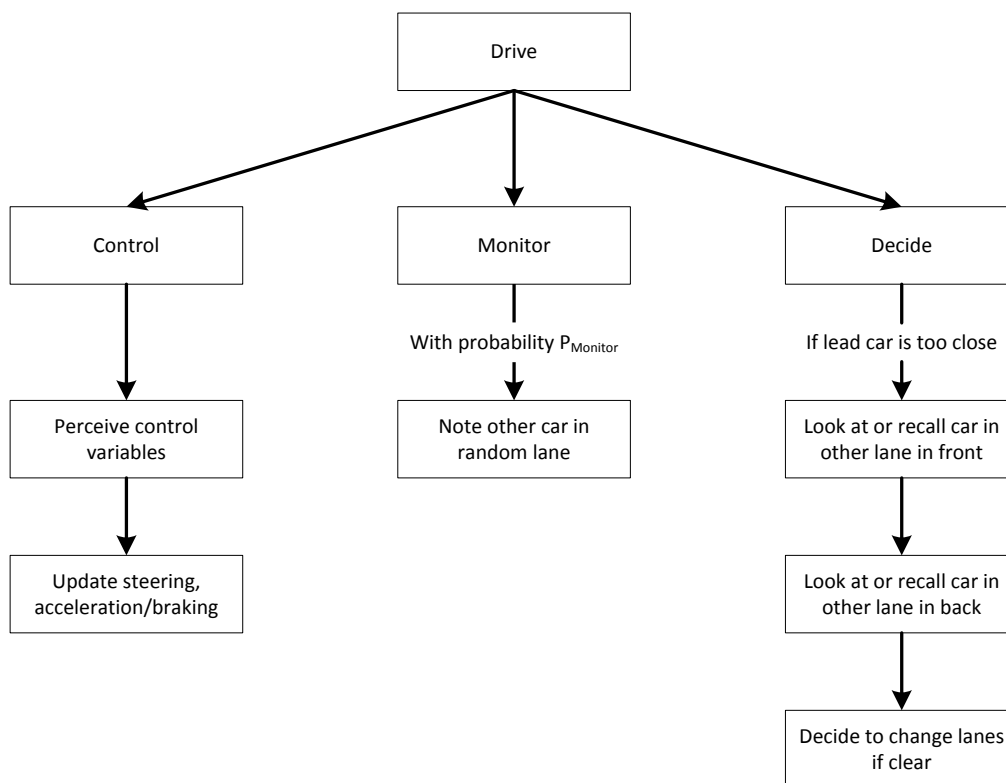 Drive
Control
Monitor
Decide
With probability PMonitor
If lead car is too close
Perceive control
variables
Note other car in
random lane
Look at or recall car in
other lane in front
Update steering,
acceleration/braking
Look at or recall car in
other lane in back
Decide to change lanes
if clear